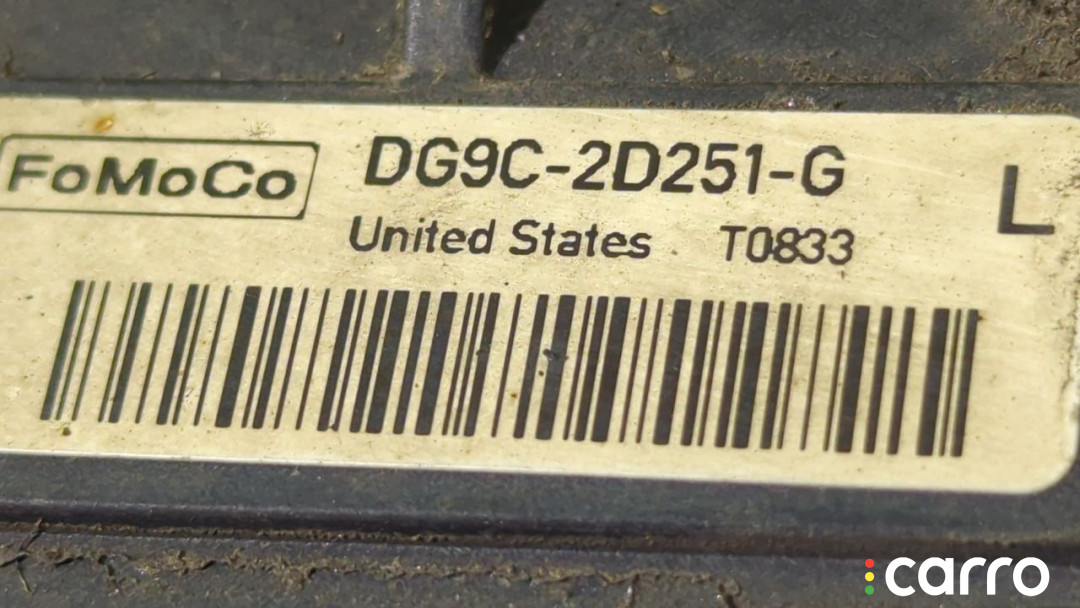 FoMoCo DG9C-2D251-G L
United States T0833
carro